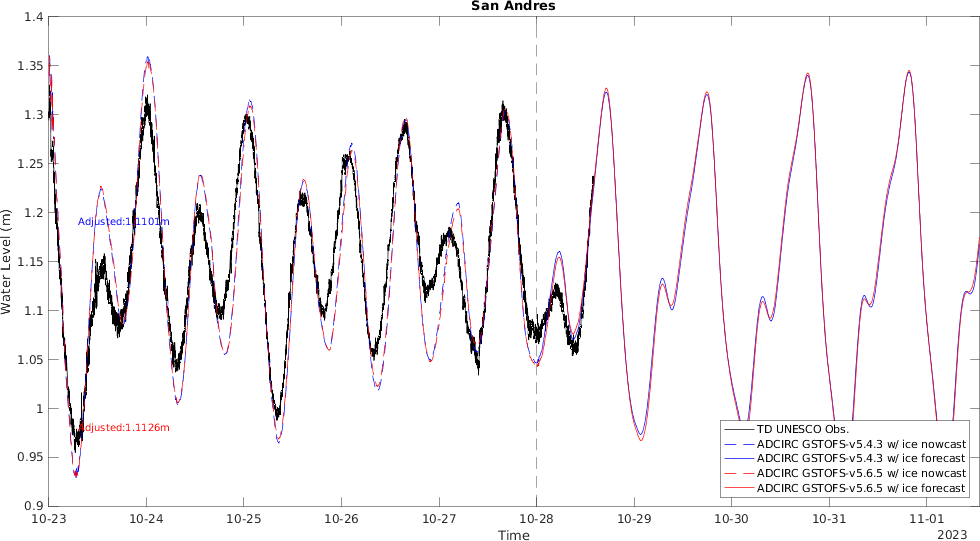 San Andres
1.4
1.35
1.3
1.25
1.2
1.15
1.1
1.05
1
0.95
0.9
Water Level (m)
Adjusted:1.1101m
Adjusted:1.1126m
TD UNESCO Obs.
ADCIRC GSTOFS-v5.4.3 w/ ice nowcast
ADCIRC GSTOFS-v5.4.3 w/ ice forecast
ADCIRC GSTOFS-v5.6.5 w/ ice nowcast
ADCIRC GSTOFS-v5.6.5 w/ ice forecast
10-23 10-24 10-25 10-26 10-27 10-28 10-29 10-30 10-31 11-01
Time
2023